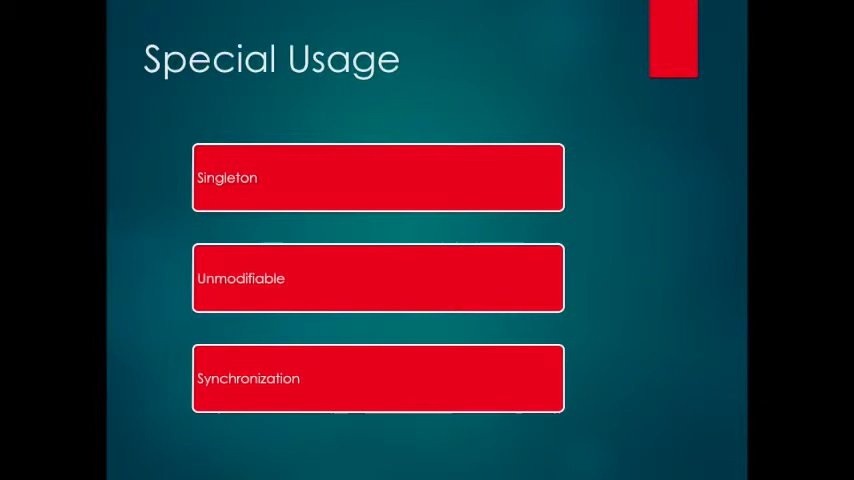 Special Usage
Singleton
Unmodifiable
Synchronization